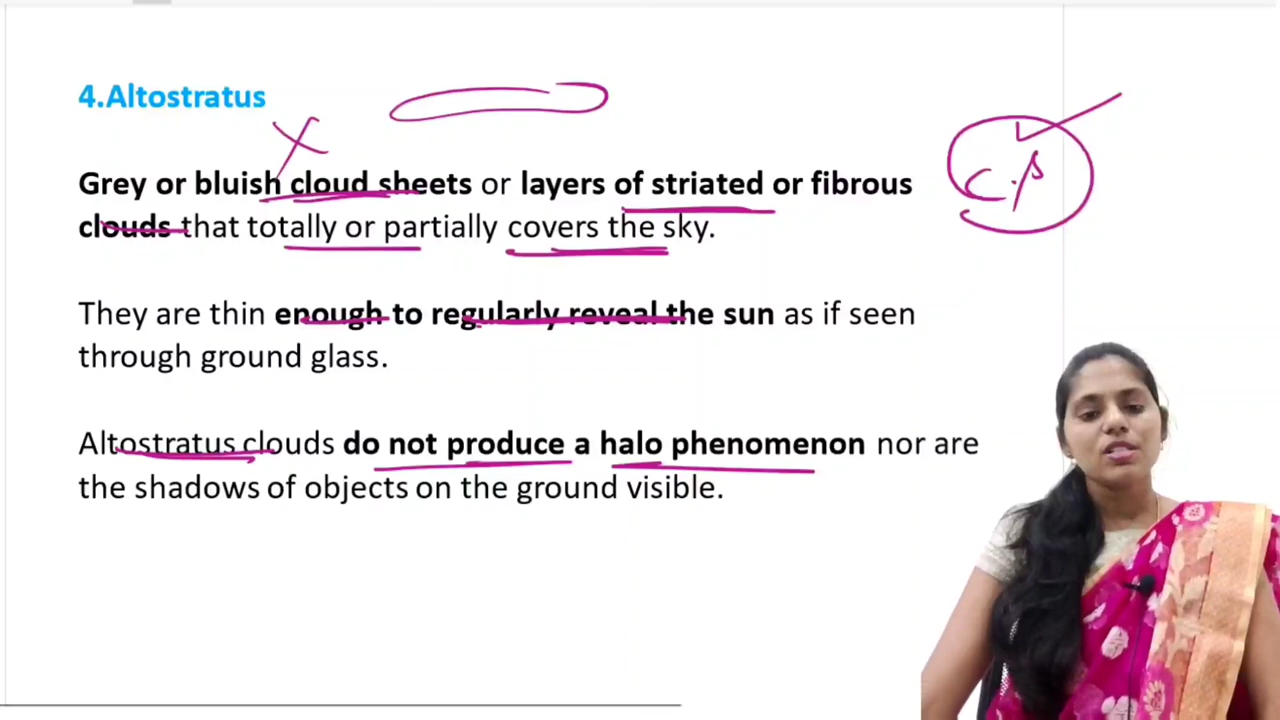 4.Altostratus
Grey or bluish cloud sheets or layers of striated or fibrous
clouds that totally or partially covers the sky.
They are thin enough to regularly reveal the sun as if seen
through ground glass.
Altostratus clouds do not produce a halo phenomenon nor are
the shadows of objects on the ground visible.